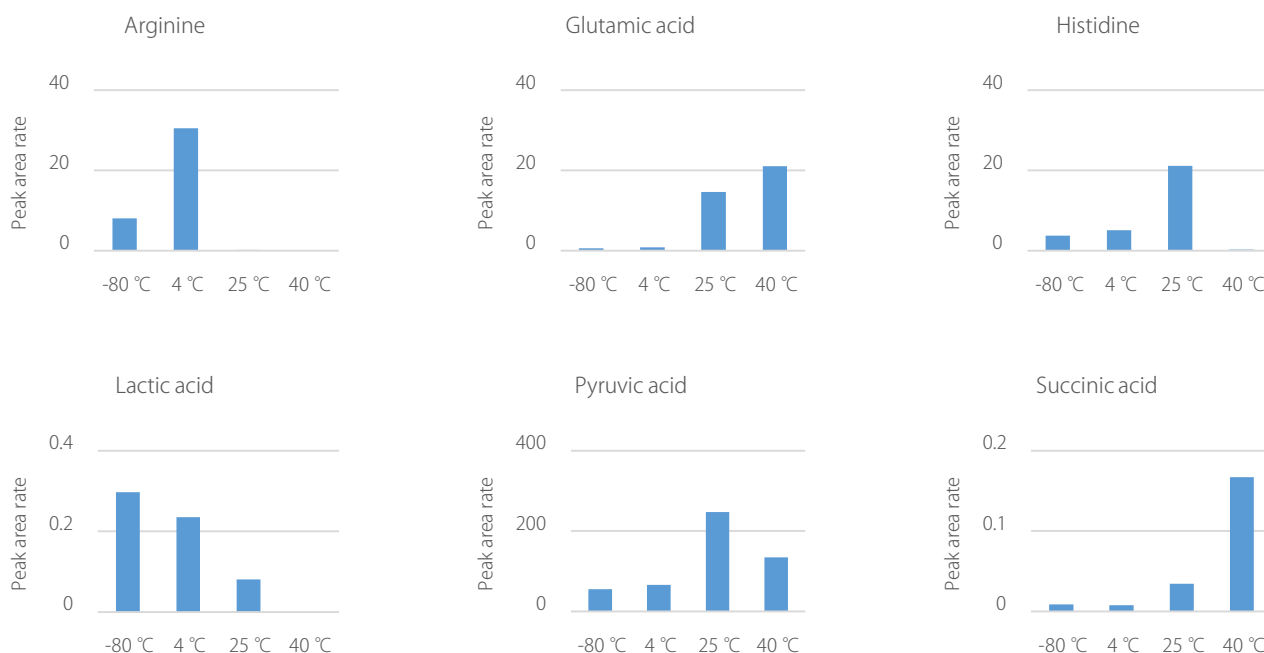 Arginine
Glutamic acid
Histidine
40
20
0
Peak area rate
-80 ℃ 4 ℃ 25 ℃ 40 ℃
40
20
0
Peak area rate
-80 ℃ 4 ℃ 25 ℃ 40 ℃
40
20
0
Peak area rate
-80 ℃ 4 ℃ 25 ℃ 40 ℃
Lactic acid
Pyruvic acid
Succinic acid
0.4
0.2
0
Peak area rate
-80 ℃ 4 ℃ 25 ℃ 40 ℃
400
200
0
Peak area rate
-80 ℃ 4 ℃ 25 ℃ 40 ℃
0.2
0.1
0
Peak area rate
-80 ℃ 4 ℃ 25 ℃ 40 ℃